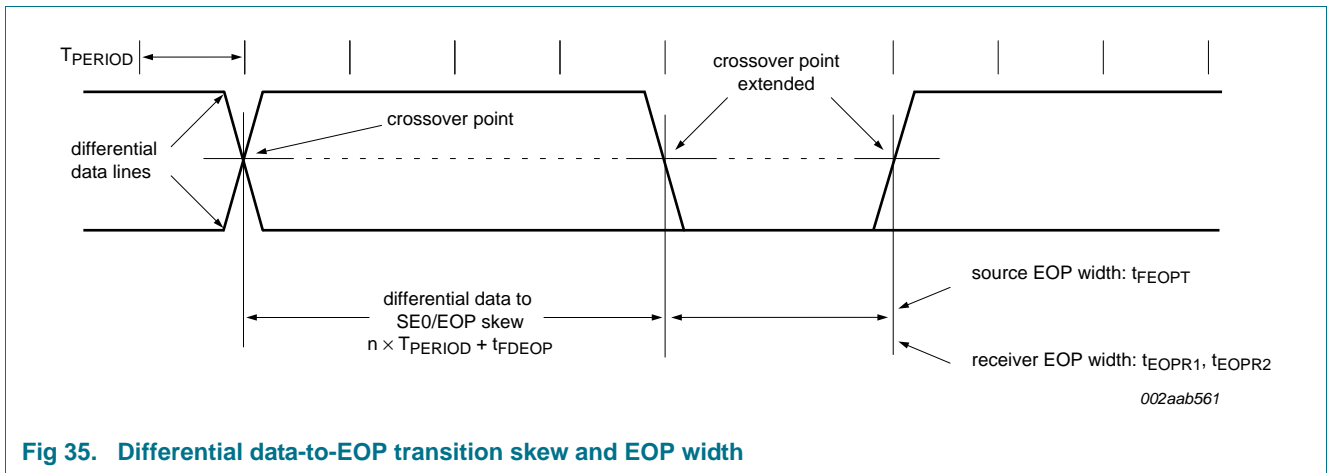 TPERIOD
crossover point
extended
crossover point
differential
data lines
differential data to
SE0/EOP skew
n × TPERIOD + tFDEOP
source EOP width: tFEOPT
receiver EOP width: tEOPR1, tEOPR2
002aab561
Fig 35. Differential data-to-EOP transition skew and EOP width